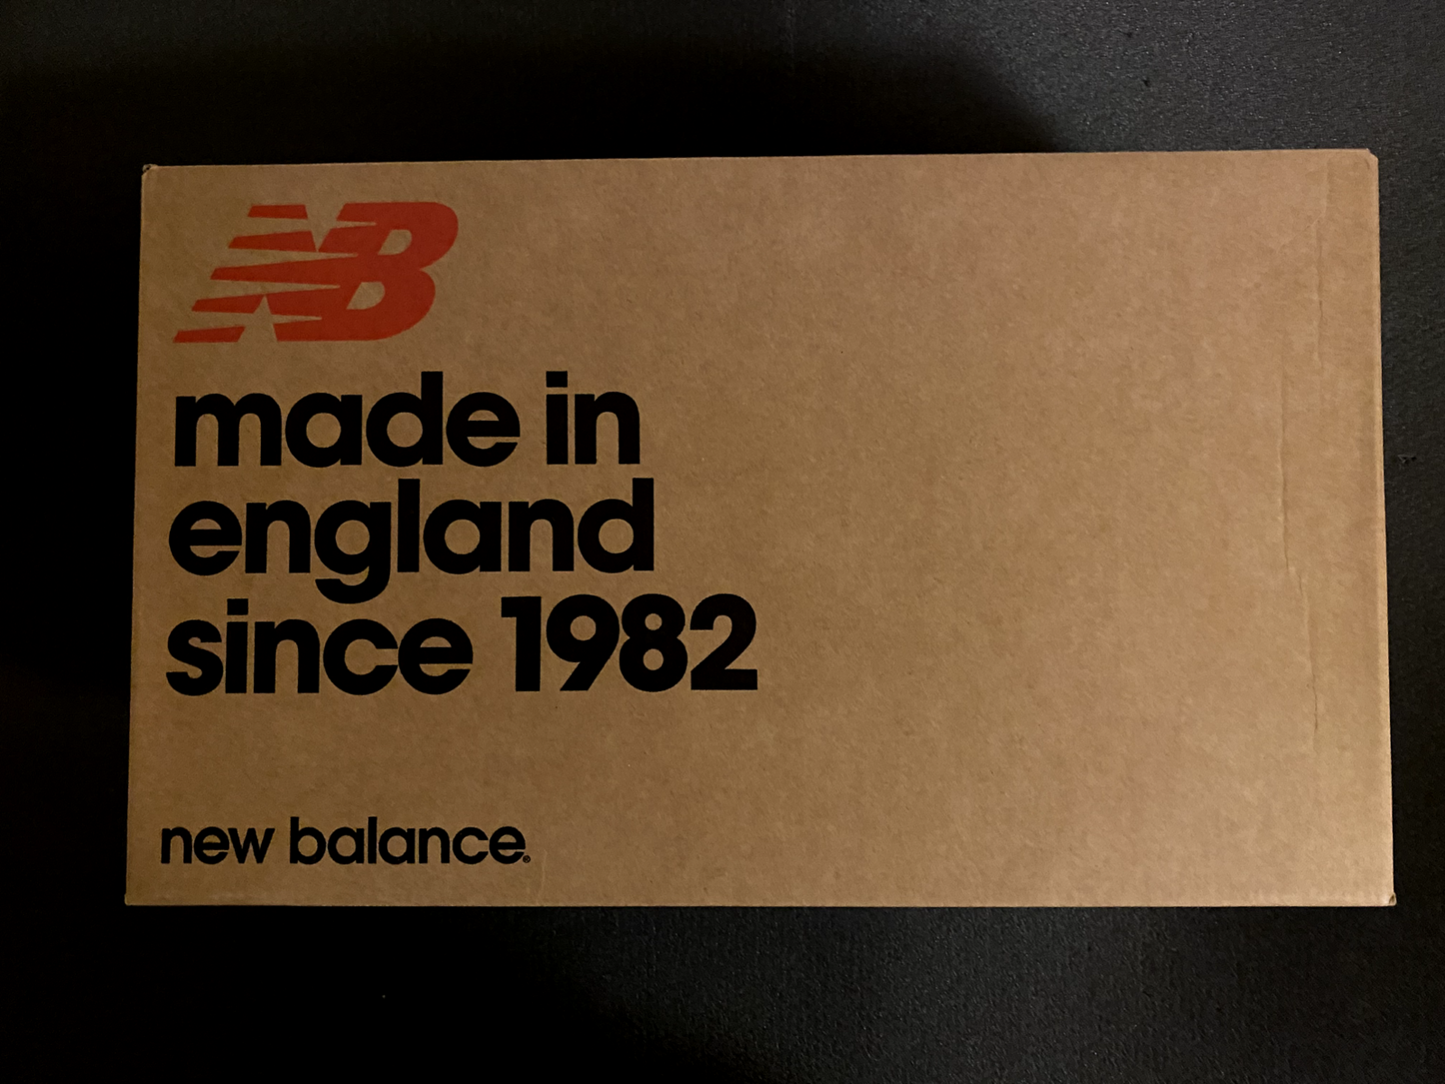 NB
made in
england
since 1982
new balance®